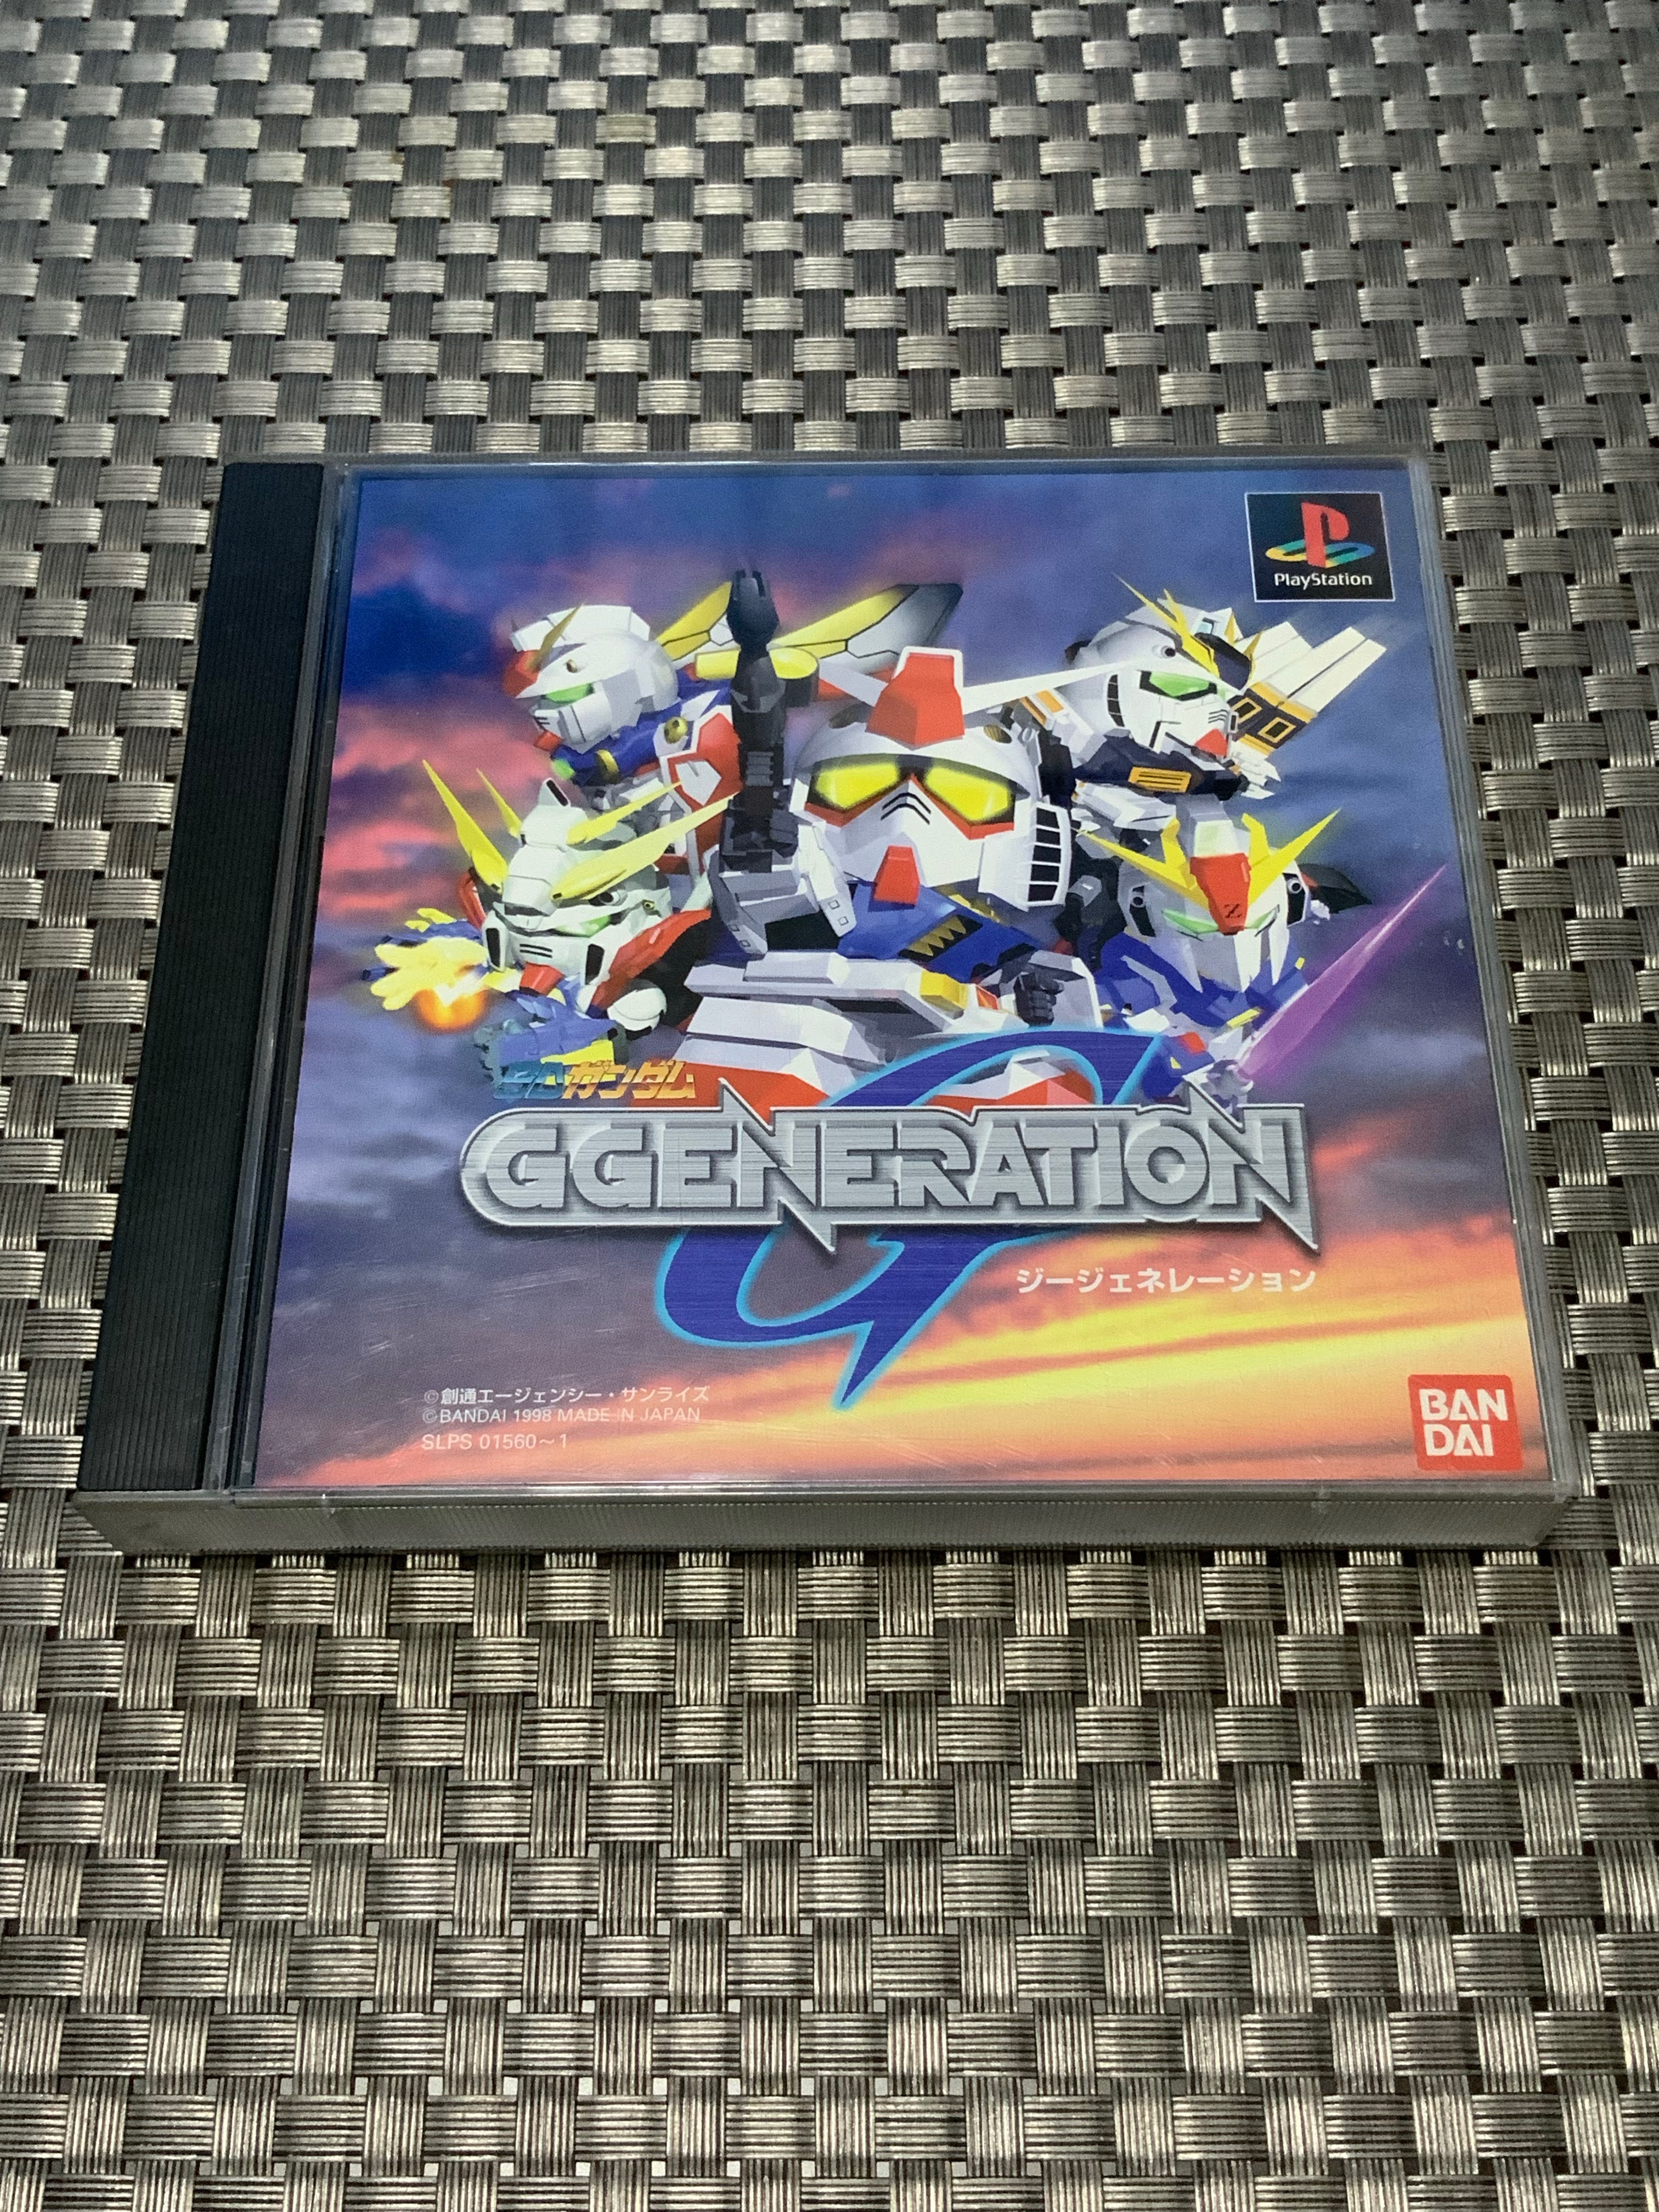 PlayStation
Z
SDガンダム
GGENERATION
ジージェネレーション
©創通エージェンシー・サンライズ
©BANDAI 1998 MADE IN JAPAN
SLPS 01560～1
BAN
DAI